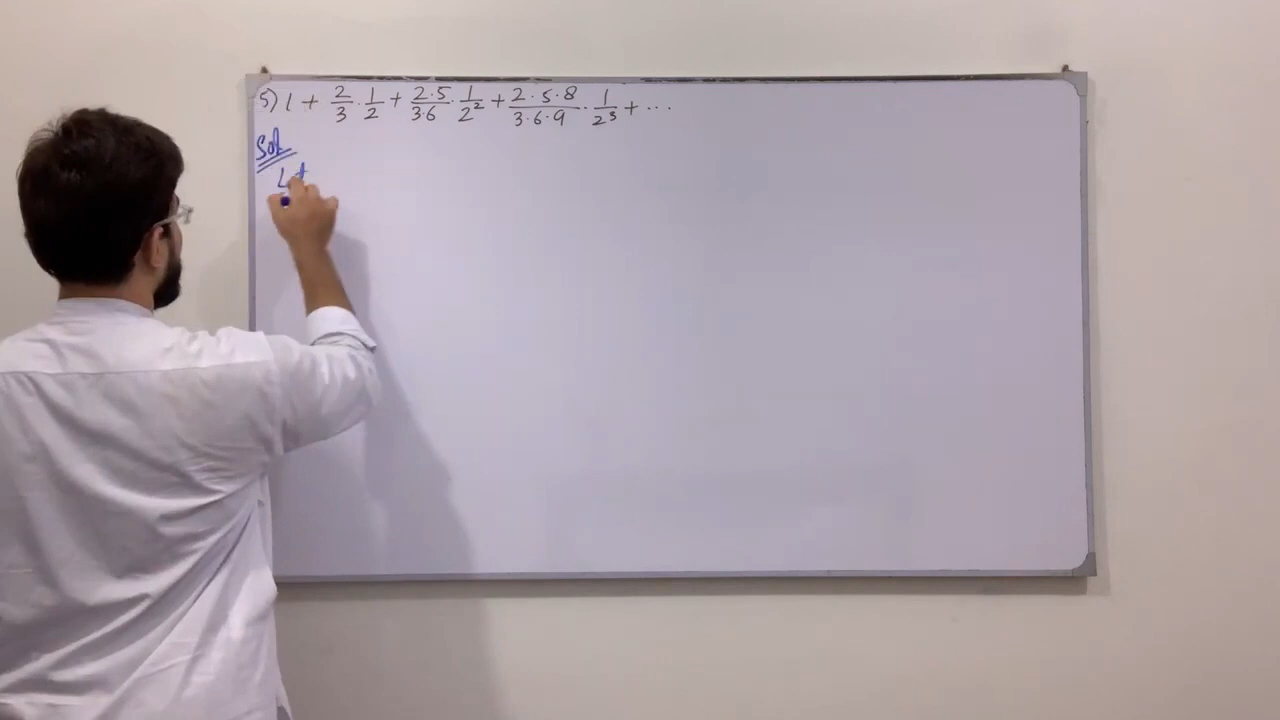 5) 1 + 2/3 · 1/2 + 2·5/3·6 · 1/2² + 2·5·8/3·6·9 · 1/2³ + ...
Sol
Let